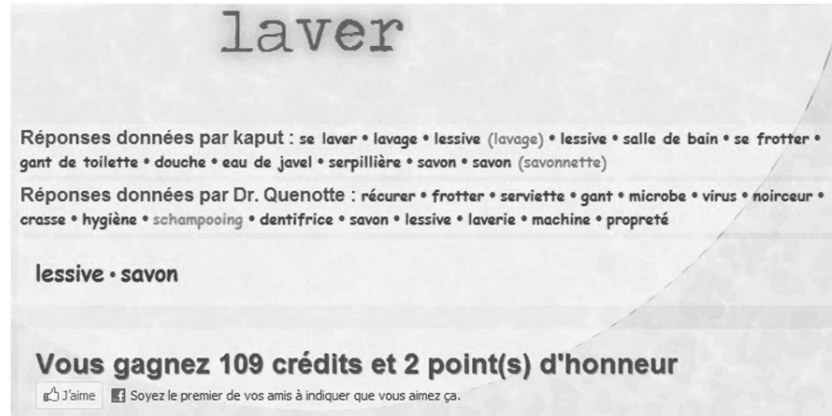 laver
Réponses données par kaput : se laver • lavage • lessive (lavage) • lessive • salle de bain • se frotter •
gant de toilette • douche • eau de javel • serpillière • savon • savon (savonnette)
Réponses données par Dr. Quenotte : récurer • frotter • serviette • gant • microbe • virus • noirceur •
crasse • hygiène • schampooing • dentifrice • savon • lessive • laverie • machine • propreté
lessive • savon
Vous gagnez 109 crédits et 2 point(s) d'honneur
J'aime Soyez le premier de vos amis à indiquer que vous aimez ça.